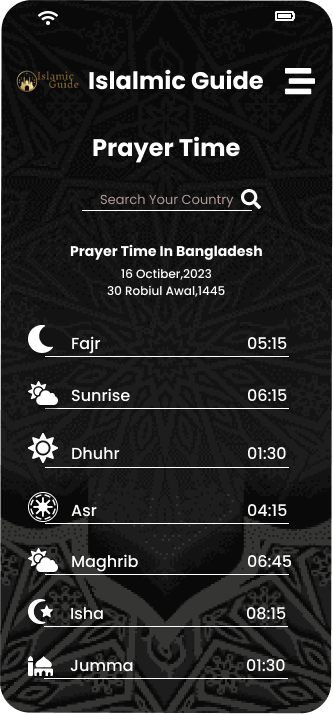 Islamic
Guide
Islalmic Guide
Prayer Time
Search Your Country
Prayer Time In Bangladesh
16 Octiber,2023
30 Robiul Awal,1445
Fajr 05:15
Sunrise 06:15
Dhuhr 01:30
Asr 04:15
Maghrib 06:45
Isha 08:15
Jumma 01:30